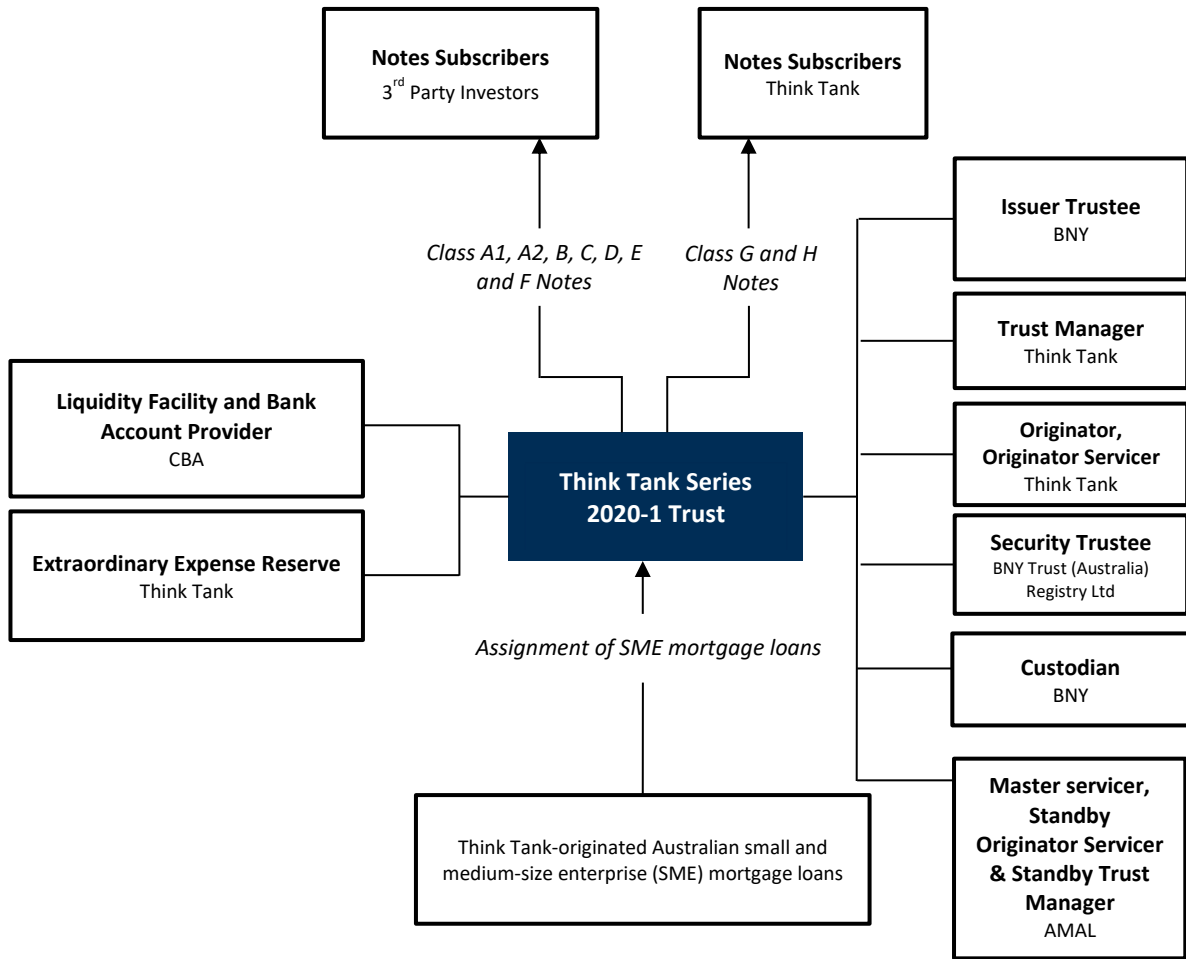 Notes Subscribers
3rd Party Investors
Notes Subscribers
Think Tank
Class A1, A2, B, C, D, E
and F Notes
Class G and H
Notes
Liquidity Facility and Bank
Account Provider
CBA
Extraordinary Expense Reserve
Think Tank
Think Tank Series
2020-1 Trust
Assignment of SME mortgage loans
Think Tank-originated Australian small and
medium-size enterprise (SME) mortgage loans
Issuer Trustee
BNY
Trust Manager
Think Tank
Originator,
Originator Servicer
Think Tank
Security Trustee
BNY Trust (Australia)
Registry Ltd
Custodian
BNY
Master servicer,
Standby
Originator Servicer
& Standby Trust
Manager
AMAL